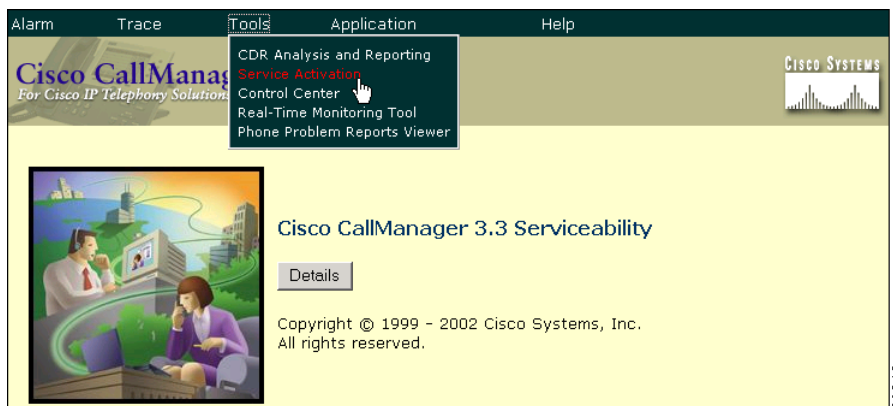 Alarm Trace Tools Application Help
CDR Analysis and Reporting
Service Activation
Control Center
Real-Time Monitoring Tool
Phone Problem Reports Viewer
Cisco CallManag
For Cisco IP Telephony Solution
CISCO SYSTEMS
Cisco CallManager 3.3 Serviceability
Details
Copyright © 1999 - 2002 Cisco Systems, Inc.
All rights reserved.